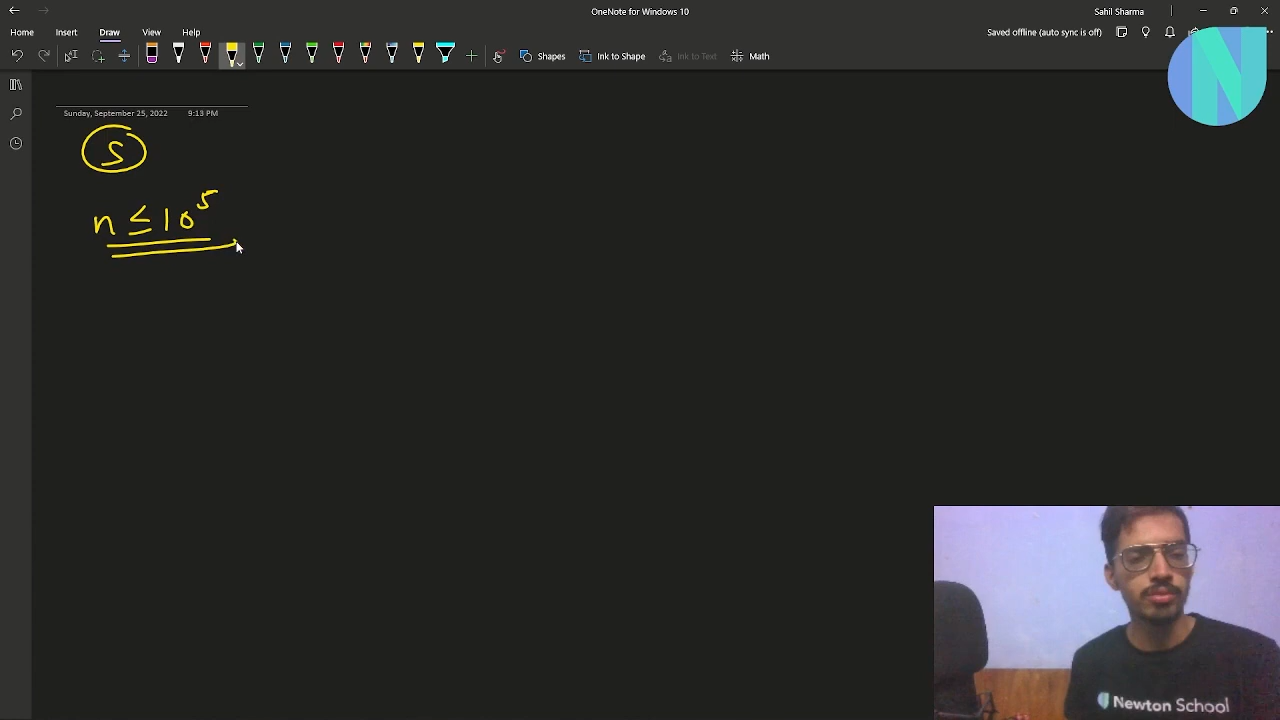 OneNote for Windows 10
Sahil Sharma
Home Insert Draw View Help
Saved offline (auto sync is off)
Shapes Ink to Shape Ink to Text Math
Sunday, September 25, 2022 9:13 PM
S
n ≤ 10⁵
Newton School